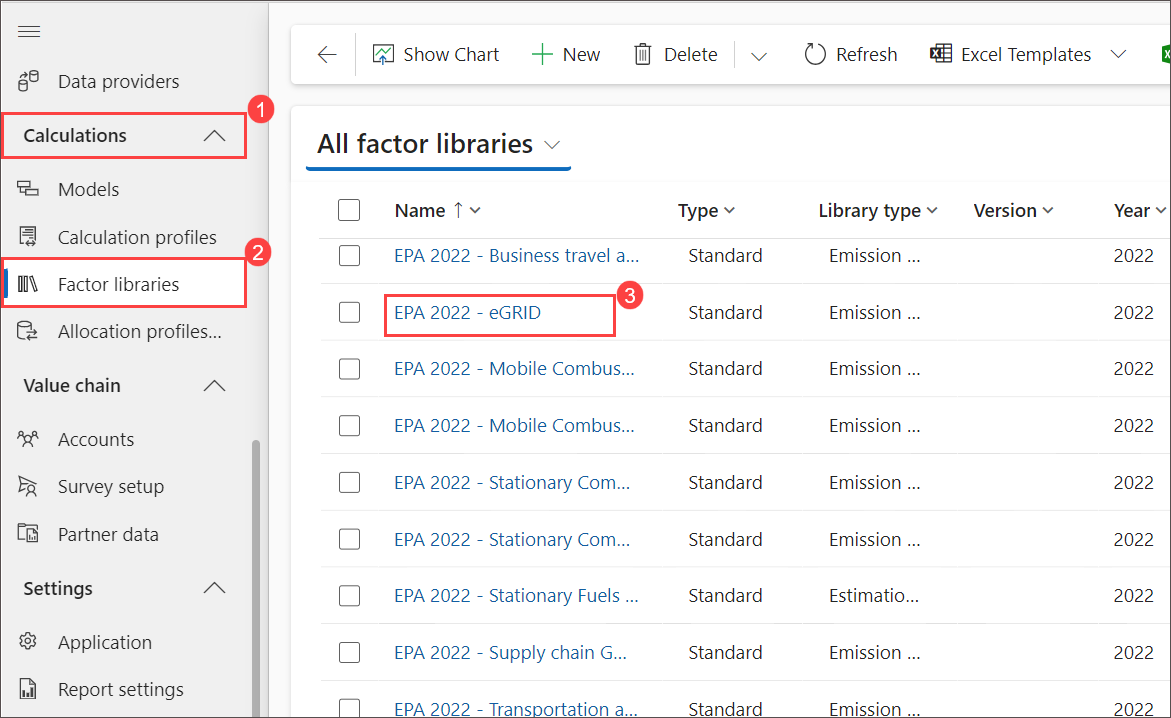 Data providers
Calculations
1
Models
Calculation profiles
2
Factor libraries
Allocation profiles...
Value chain
Accounts
Survey setup
Partner data
Settings
Application
Report settings
Show Chart New Delete Refresh Excel Templates
All factor libraries
Name ↑ Type Library type Version Year
EPA 2022 - Business travel a... Standard Emission ... 2022
3
EPA 2022 - eGRID Standard Emission ... 2022
EPA 2022 - Mobile Combus... Standard Emission ... 2022
EPA 2022 - Mobile Combus... Standard Emission ... 2022
EPA 2022 - Stationary Com... Standard Emission ... 2022
EPA 2022 - Stationary Com... Standard Emission ... 2022
EPA 2022 - Stationary Fuels ... Standard Estimatio... 2022
EPA 2022 - Supply chain G... Standard Emission ... 2022
EPA 2022 - Transportation a... Standard Emission ... 2022